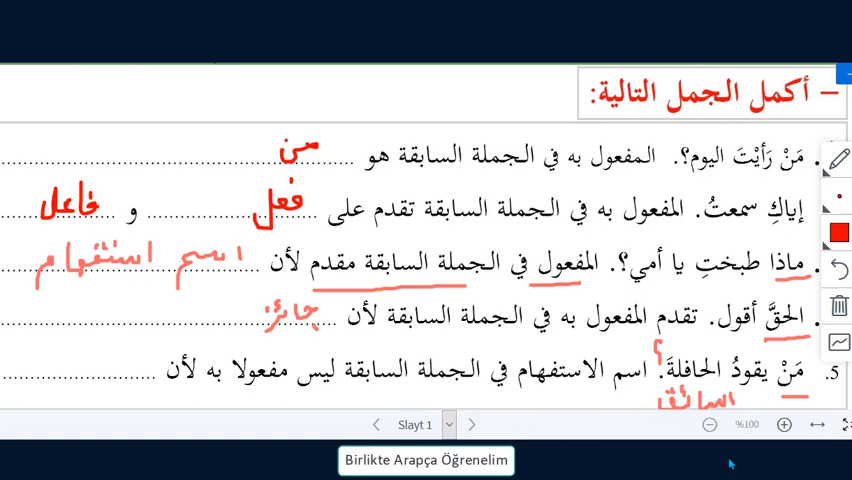 – أكمل الجمل التالية:
مَنْ رَأَيْتَ اليوم؟. المفعول به في الجملة السابقة هو من
إياكِ سمعتُ. المفعول به في الجملة السابقة تقدم على فعل و فاعل
ماذا طبختِ يا أمي؟. المفعول في الجملة السابقة مقدم لأن اسم استفهام
الحقَّ أقول. تقدم المفعول به في الجملة السابقة لأن جائز
5. مَنْ يقودُ الحافلةَ. ؟ اسم الاستفهام في الجملة السابقة ليس مفعولا به لأن
السائق
Slayt 1
%100
Birlikte Arapça Öğrenelim